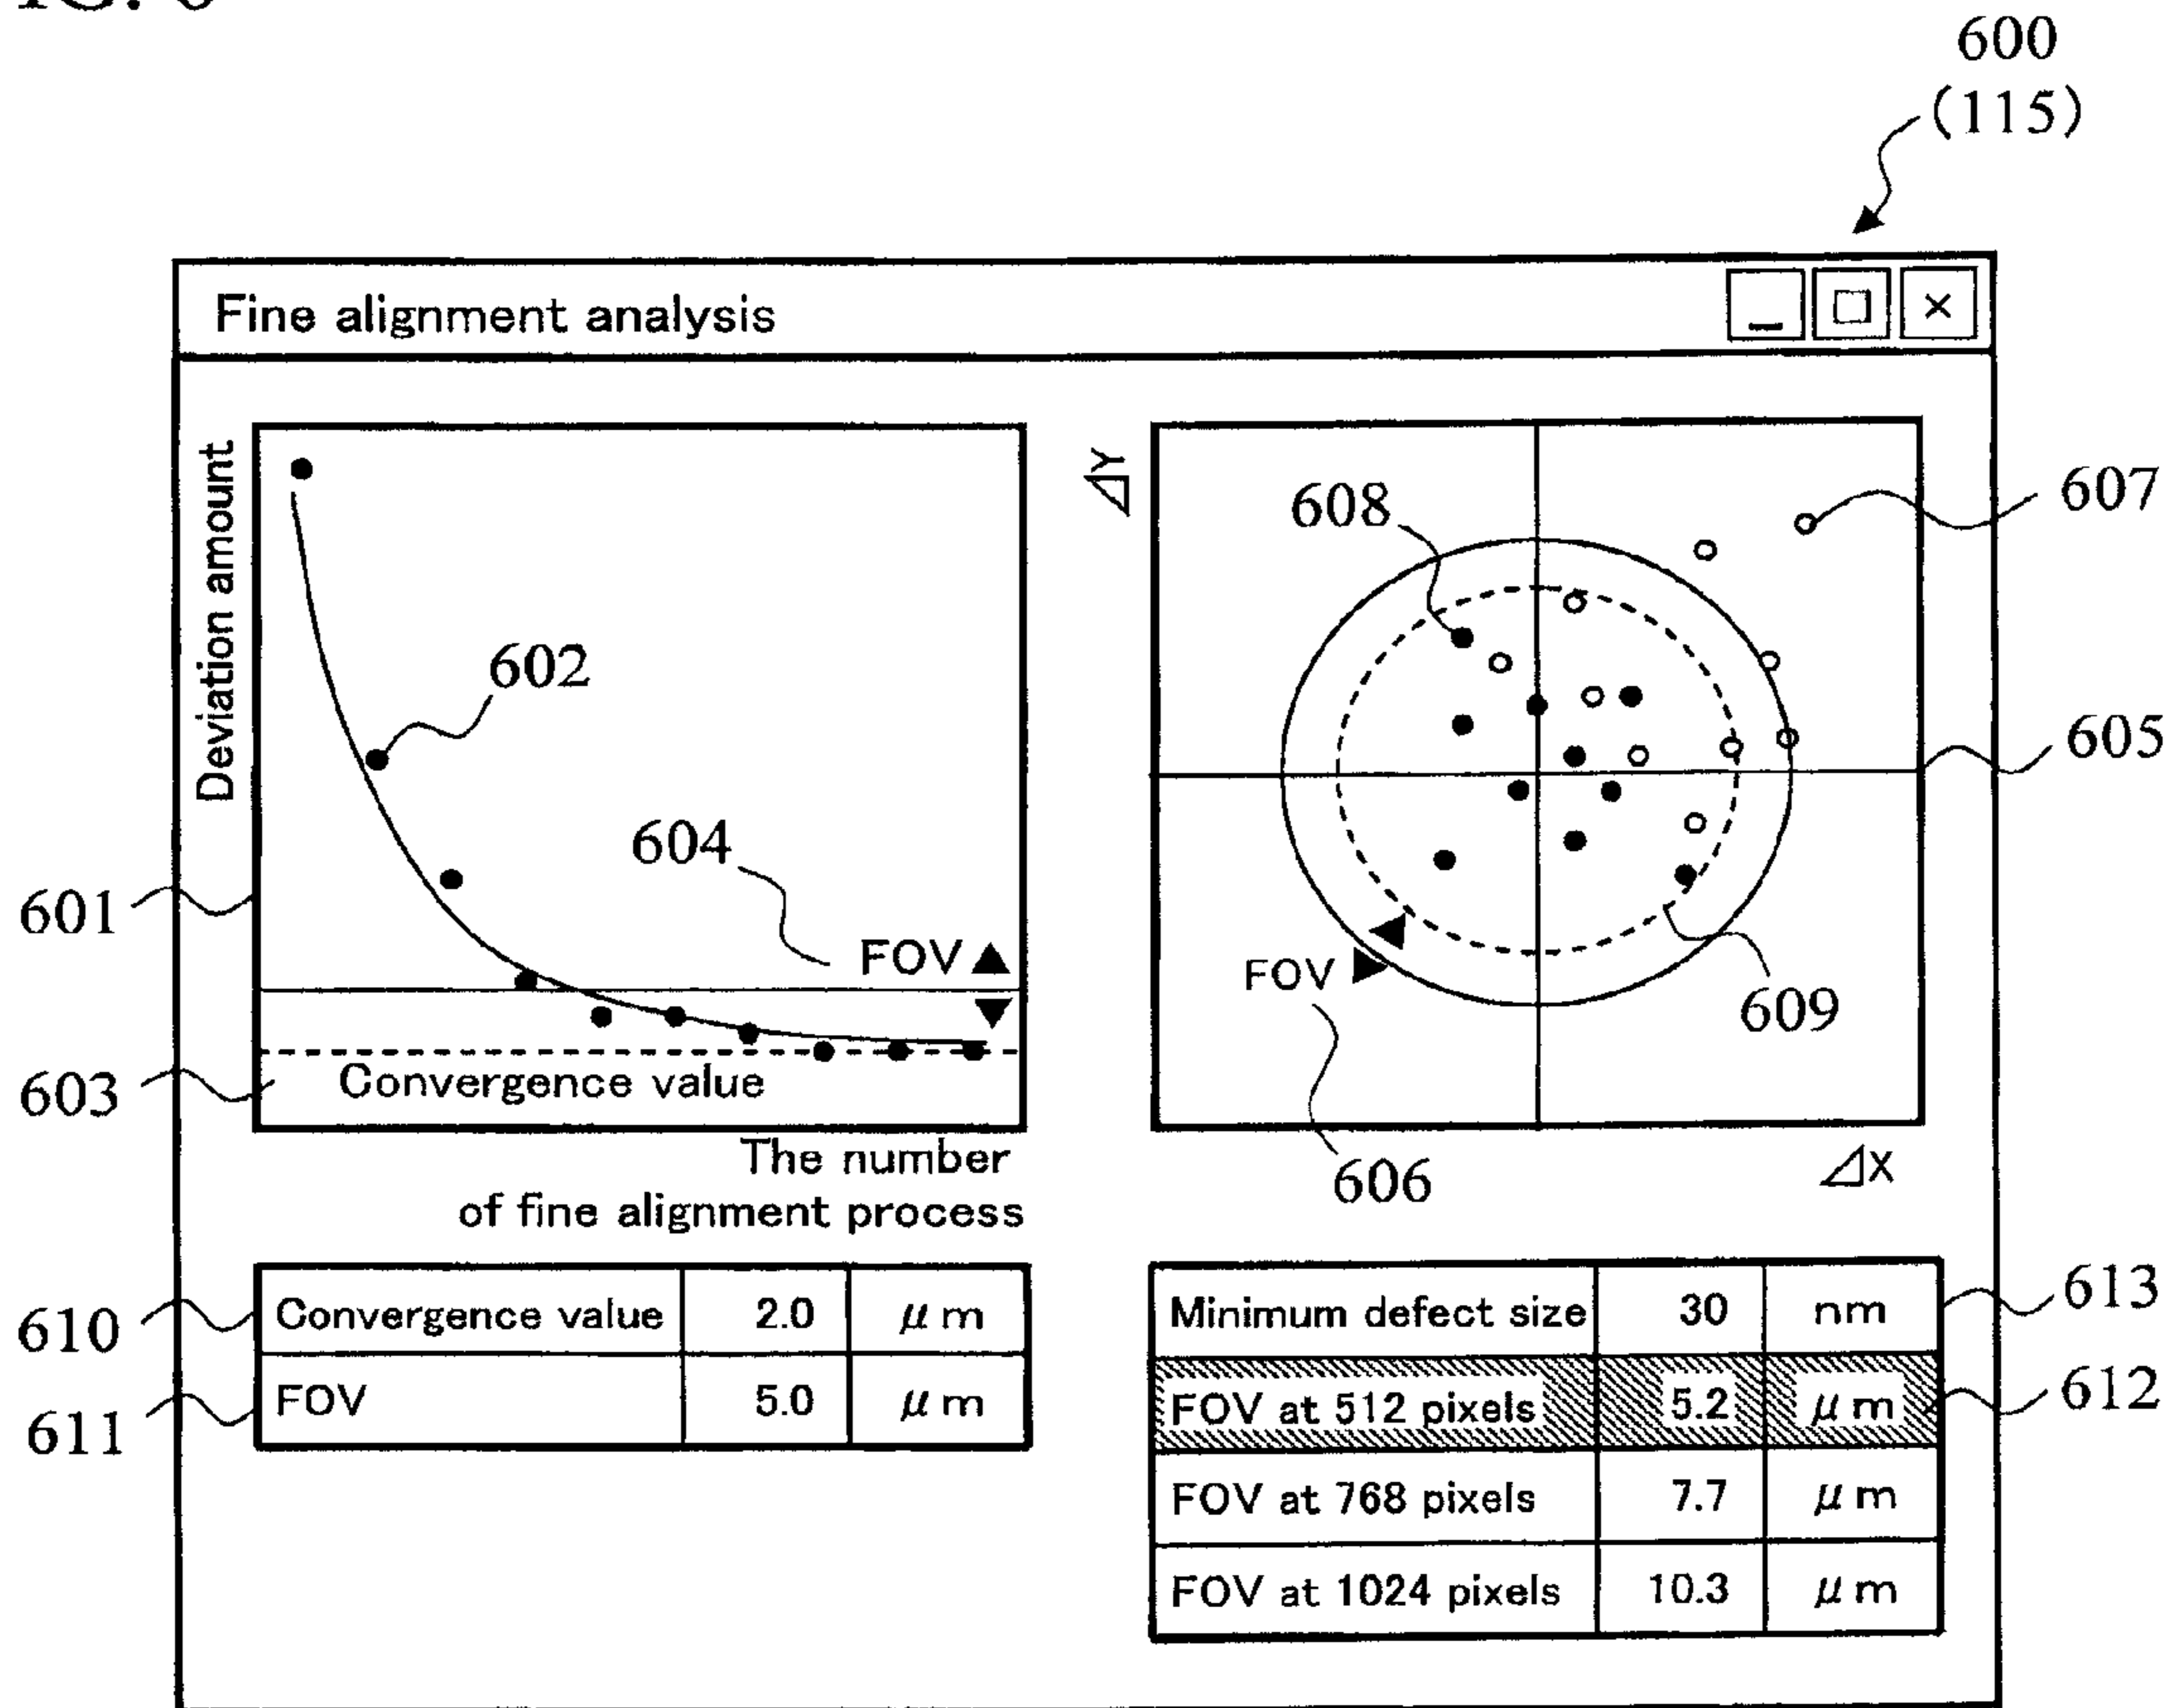 600
(115)
Fine alignment analysis
Deviation amount
602
604
FOV ▲
▼
Convergence value
601
603
The number
of fine alignment process
⊿Y
608
607
605
FOV
609
606
⊿X
610
Convergence value 2.0 μm
611
FOV 5.0 μm
Minimum defect size 30 nm
613
FOV at 512 pixels 5.2 μm
612
FOV at 768 pixels 7.7 μm
FOV at 1024 pixels 10.3 μm